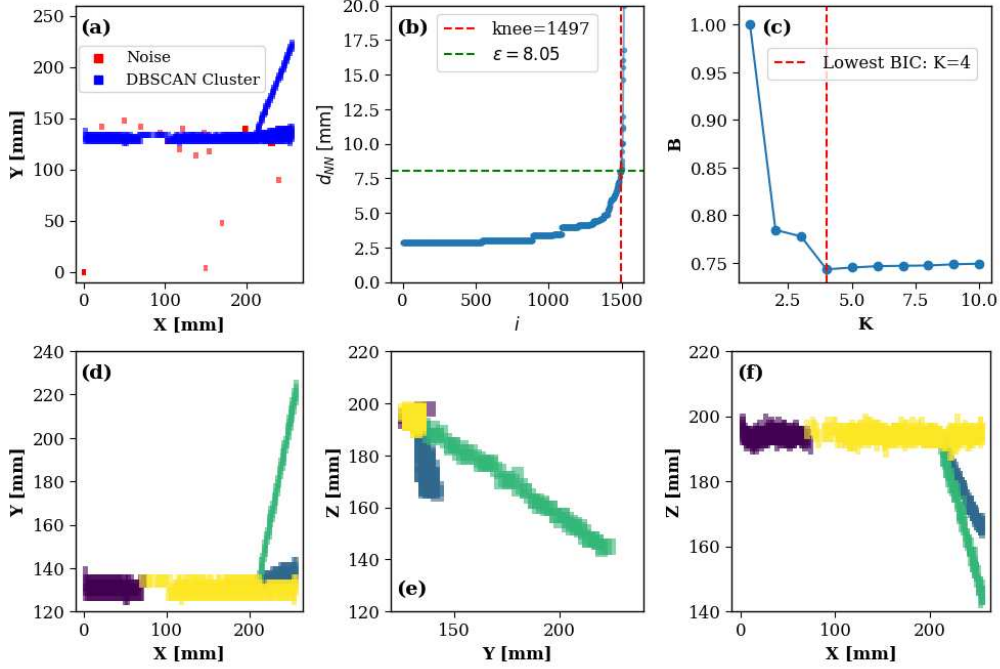 (a)
Noise
DBSCAN Cluster
250
200
150
100
50
0
Y [mm]
0
200
X [mm]
(b)
knee=1497
ε = 8.05
20.0
17.5
15.0
12.5
10.0
7.5
5.0
2.5
0.0
d_NN [mm]
0
500
1000
1500
i
(c)
Lowest BIC: K=4
1.00
0.95
0.90
0.85
0.80
0.75
B
2.5
5.0
7.5
10.0
K
(d)
240
220
200
180
160
140
120
Y [mm]
0
100
200
X [mm]
(e)
220
200
180
160
140
120
Z [mm]
150
200
Y [mm]
(f)
220
200
180
160
140
Z [mm]
0
100
200
X [mm]